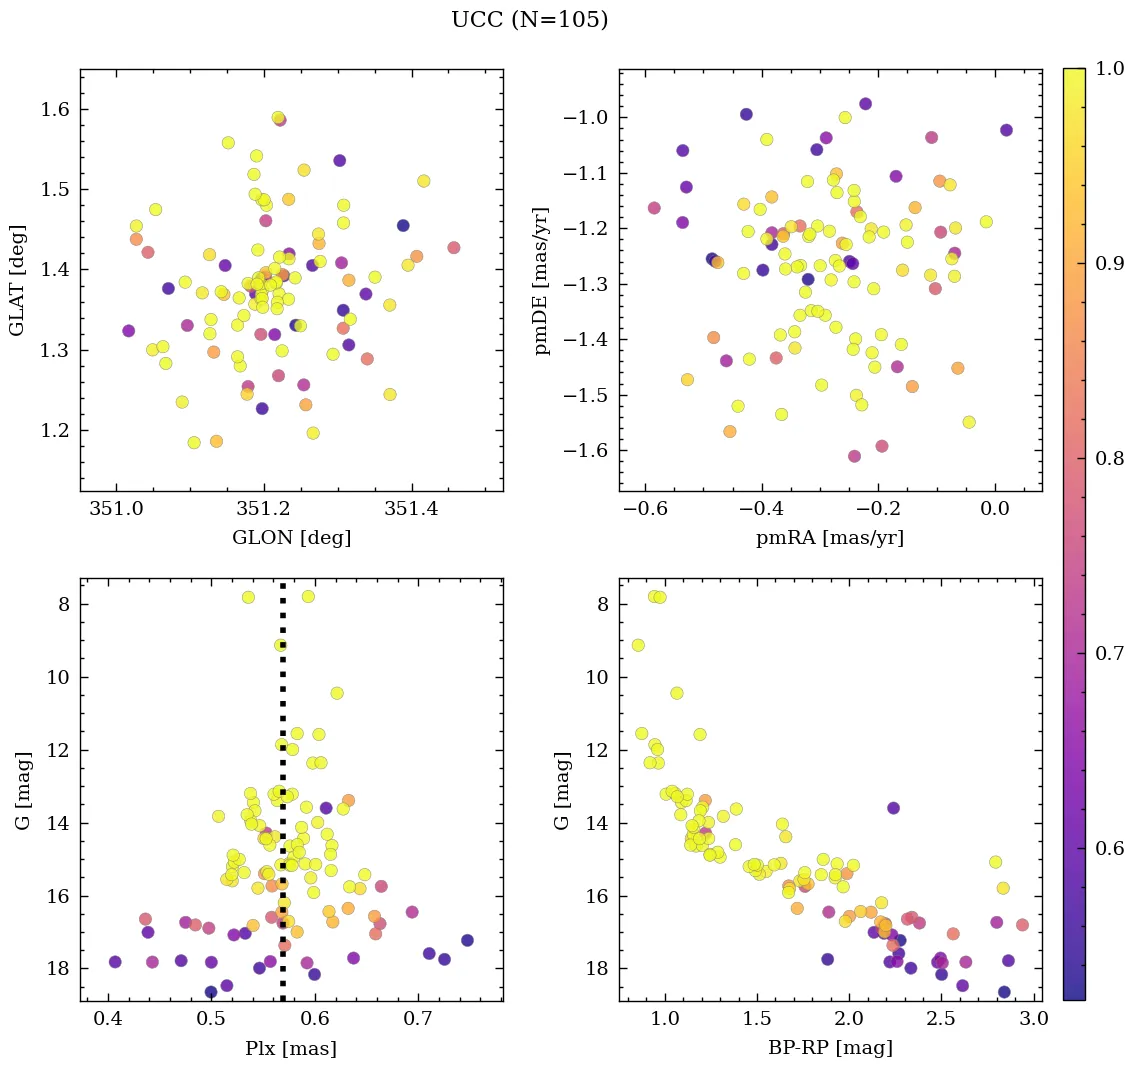 UCC (N=105)
1.6
1.5
1.4
1.3
1.2
GLAT [deg]
351.0 351.2 351.4
GLON [deg]
−1.0
−1.1
−1.2
−1.3
−1.4
−1.5
−1.6
pmDE [mas/yr]
−0.6 −0.4 −0.2 0.0
pmRA [mas/yr]
8
10
12
14
16
18
G [mag]
0.4 0.5 0.6 0.7
Plx [mas]
8
10
12
14
16
18
G [mag]
1.0 1.5 2.0 2.5 3.0
BP-RP [mag]
1.0
0.9
0.8
0.7
0.6